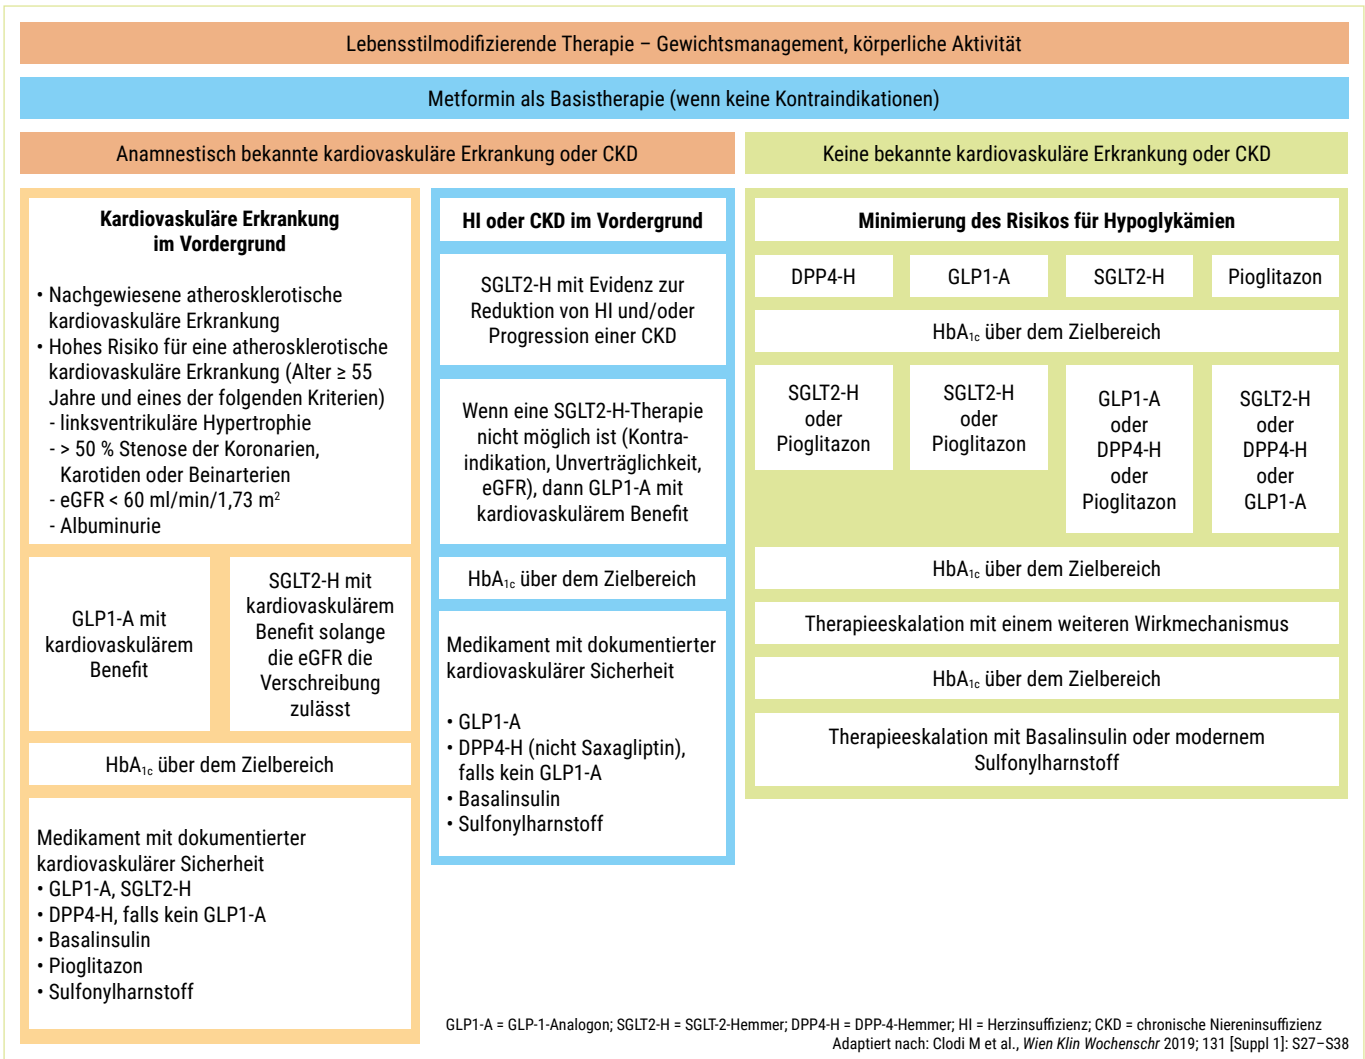 Lebensstilmodifizierende Therapie – Gewichtsmanagement, körperliche Aktivität
Metformin als Basistherapie (wenn keine Kontraindikationen)
Anamnestisch bekannte kardiovaskuläre Erkrankung oder CKD
Kardiovaskuläre Erkrankung
im Vordergrund
• Nachgewiesene atherosklerotische
kardiovaskuläre Erkrankung
• Hohes Risiko für eine atherosklerotische
kardiovaskuläre Erkrankung (Alter ≥ 55
Jahre und eines der folgenden Kriterien)
- linksventrikuläre Hypertrophie
- > 50 % Stenose der Koronarien,
Karotiden oder Beinarterien
- eGFR < 60 ml/min/1,73 m²
- Albuminurie
GLP1-A mit
kardiovaskulärem
Benefit
SGLT2-H mit
kardiovaskulärem
Benefit solange
die eGFR die
Verschreibung
zulässt
HbA1c über dem Zielbereich
Medikament mit dokumentierter
kardiovaskulärer Sicherheit
• GLP1-A, SGLT2-H
• DPP4-H, falls kein GLP1-A
• Basalinsulin
• Pioglitazon
• Sulfonylharnstoff
HI oder CKD im Vordergrund
SGLT2-H mit Evidenz zur
Reduktion von HI und/oder
Progression einer CKD
Wenn eine SGLT2-H-Therapie
nicht möglich ist (Kontra-
indikation, Unverträglichkeit,
eGFR), dann GLP1-A mit
kardiovaskulärem Benefit
HbA1c über dem Zielbereich
Medikament mit dokumentierter
kardiovaskulärer Sicherheit
• GLP1-A
• DPP4-H (nicht Saxagliptin),
falls kein GLP1-A
• Basalinsulin
• Sulfonylharnstoff
Keine bekannte kardiovaskuläre Erkrankung oder CKD
Minimierung des Risikos für Hypoglykämien
DPP4-H
GLP1-A
SGLT2-H
Pioglitazon
HbA1c über dem Zielbereich
SGLT2-H
oder
Pioglitazon
SGLT2-H
oder
Pioglitazon
GLP1-A
oder
DPP4-H
oder
Pioglitazon
SGLT2-H
oder
DPP4-H
oder
GLP1-A
HbA1c über dem Zielbereich
Therapieeskalation mit einem weiteren Wirkmechanismus
HbA1c über dem Zielbereich
Therapieeskalation mit Basalinsulin oder modernem
Sulfonylharnstoff
GLP1-A = GLP-1-Analogon; SGLT2-H = SGLT-2-Hemmer; DPP4-H = DPP-4-Hemmer; HI = Herzinsuffizienz; CKD = chronische Niereninsuffizienz
Adaptiert nach: Clodi M et al., Wien Klin Wochenschr 2019; 131 [Suppl 1]: S27–S38